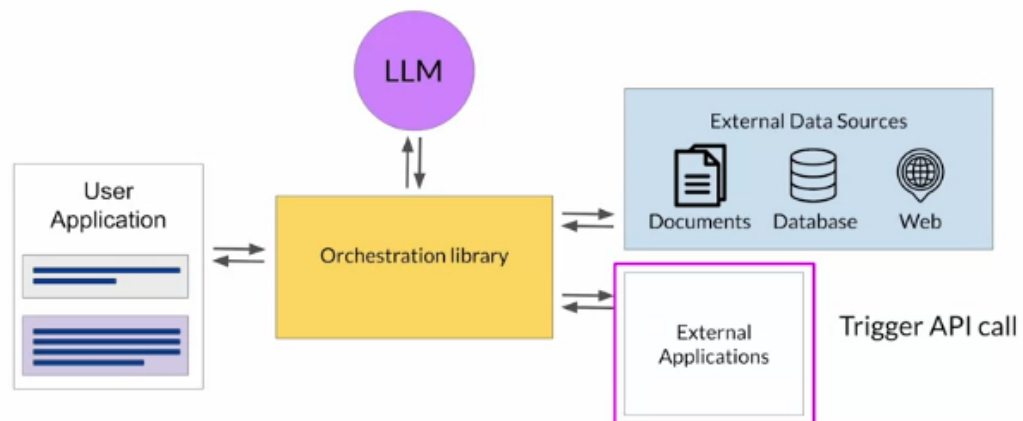 LLM
External Data Sources
Documents
Database
Web
User
Application
Orchestration library
External
Applications
Trigger API call